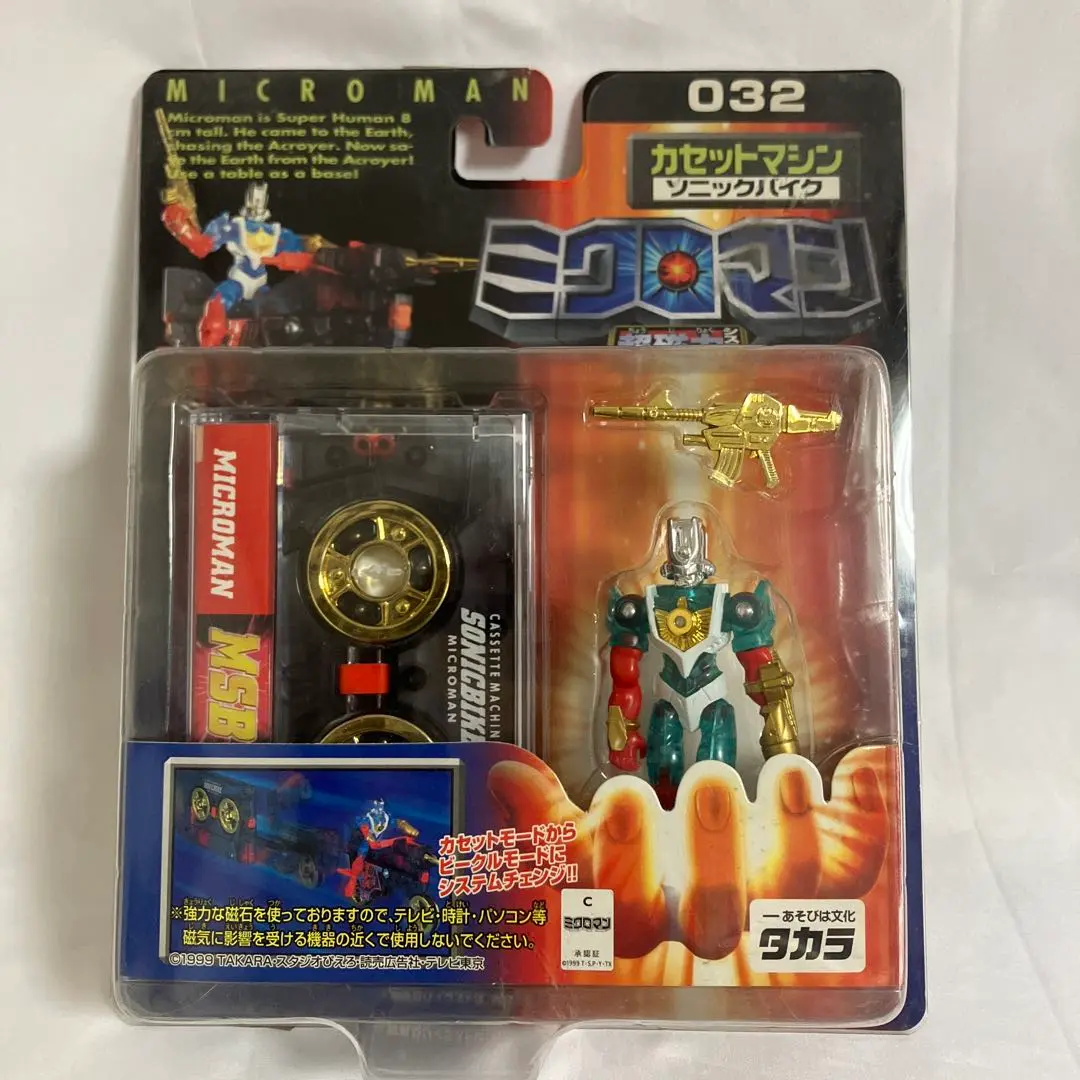 MICRO MAN
Microman is Super Human 8
cm tall. He came to the Earth,
chasing the Acroyer. Now sa-
ve the Earth from the Acroyer!
Use a table as a base!
032
カセットマシン
ソニックバイク
ミクロマン
MICROMAN
MSB
CASSETTE MACHIN
SONICBIK
MICROMAN
カセットモードから
ビークルモードに
システムチェンジ!!
※強力な磁石を使っておりますので、テレビ・時計・パソコン等
磁気に影響を受ける機器の近くで使用しないでください。
©1999 TAKARA・スタジオぴえろ・読売広告社・テレビ東京
C
ミクロマン
承認証
©1999 T・S.P・Y・TX
あそびは文化
タカラ